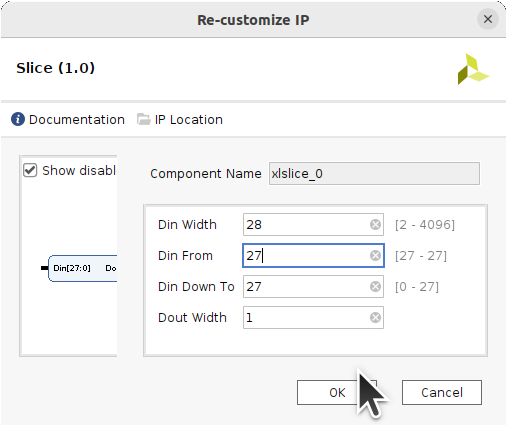 Re-customize IP
Slice (1.0)
Documentation IP Location
Show disabl
Component Name xlslice_0
Din Width 28 [2 - 4096]
Din From 27 [27 - 27]
Din[27:0] Do
Din Down To 27 [0 - 27]
Dout Width 1
OK Cancel